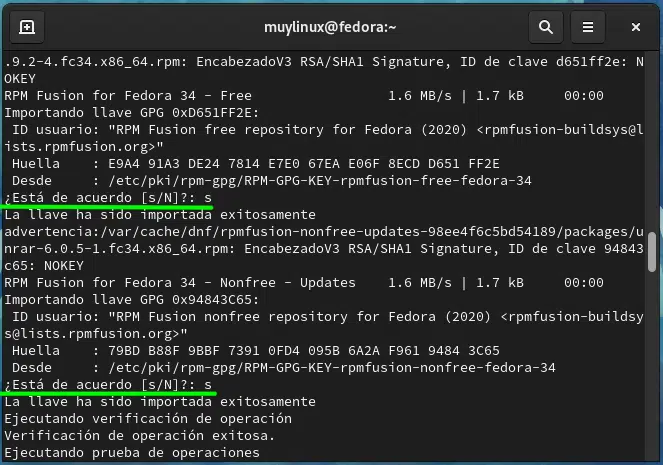 muylinux@fedora:~
.9.2-4.fc34.x86_64.rpm: EncabezadoV3 RSA/SHA1 Signature, ID de clave d651ff2e: N
OKEY
RPM Fusion for Fedora 34 - Free 1.6 MB/s | 1.7 kB 00:00
Importando llave GPG 0xD651FF2E:
ID usuario: "RPM Fusion free repository for Fedora (2020) <rpmfusion-buildsys@l
ists.rpmfusion.org>"
Huella : E9A4 91A3 DE24 7814 E7E0 67EA E06F 8ECD D651 FF2E
Desde : /etc/pki/rpm-gpg/RPM-GPG-KEY-rpmfusion-free-fedora-34
¿Está de acuerdo [s/N]?: s
La llave ha sido importada exitosamente
advertencia:/var/cache/dnf/rpmfusion-nonfree-updates-98ee4f6c5bd54189/packages/u
nrar-6.0.5-1.fc34.x86_64.rpm: EncabezadoV3 RSA/SHA1 Signature, ID de clave 94843
c65: NOKEY
RPM Fusion for Fedora 34 - Nonfree - Updates 1.6 MB/s | 1.7 kB 00:00
Importando llave GPG 0x94843C65:
ID usuario: "RPM Fusion nonfree repository for Fedora (2020) <rpmfusion-buildsy
s@lists.rpmfusion.org>"
Huella : 79BD B88F 9BBF 7391 0FD4 095B 6A2A F961 9484 3C65
Desde : /etc/pki/rpm-gpg/RPM-GPG-KEY-rpmfusion-nonfree-fedora-34
¿Está de acuerdo [s/N]?: s
La llave ha sido importada exitosamente
Ejecutando verificación de operación
Verificación de operación exitosa.
Ejecutando prueba de operaciones